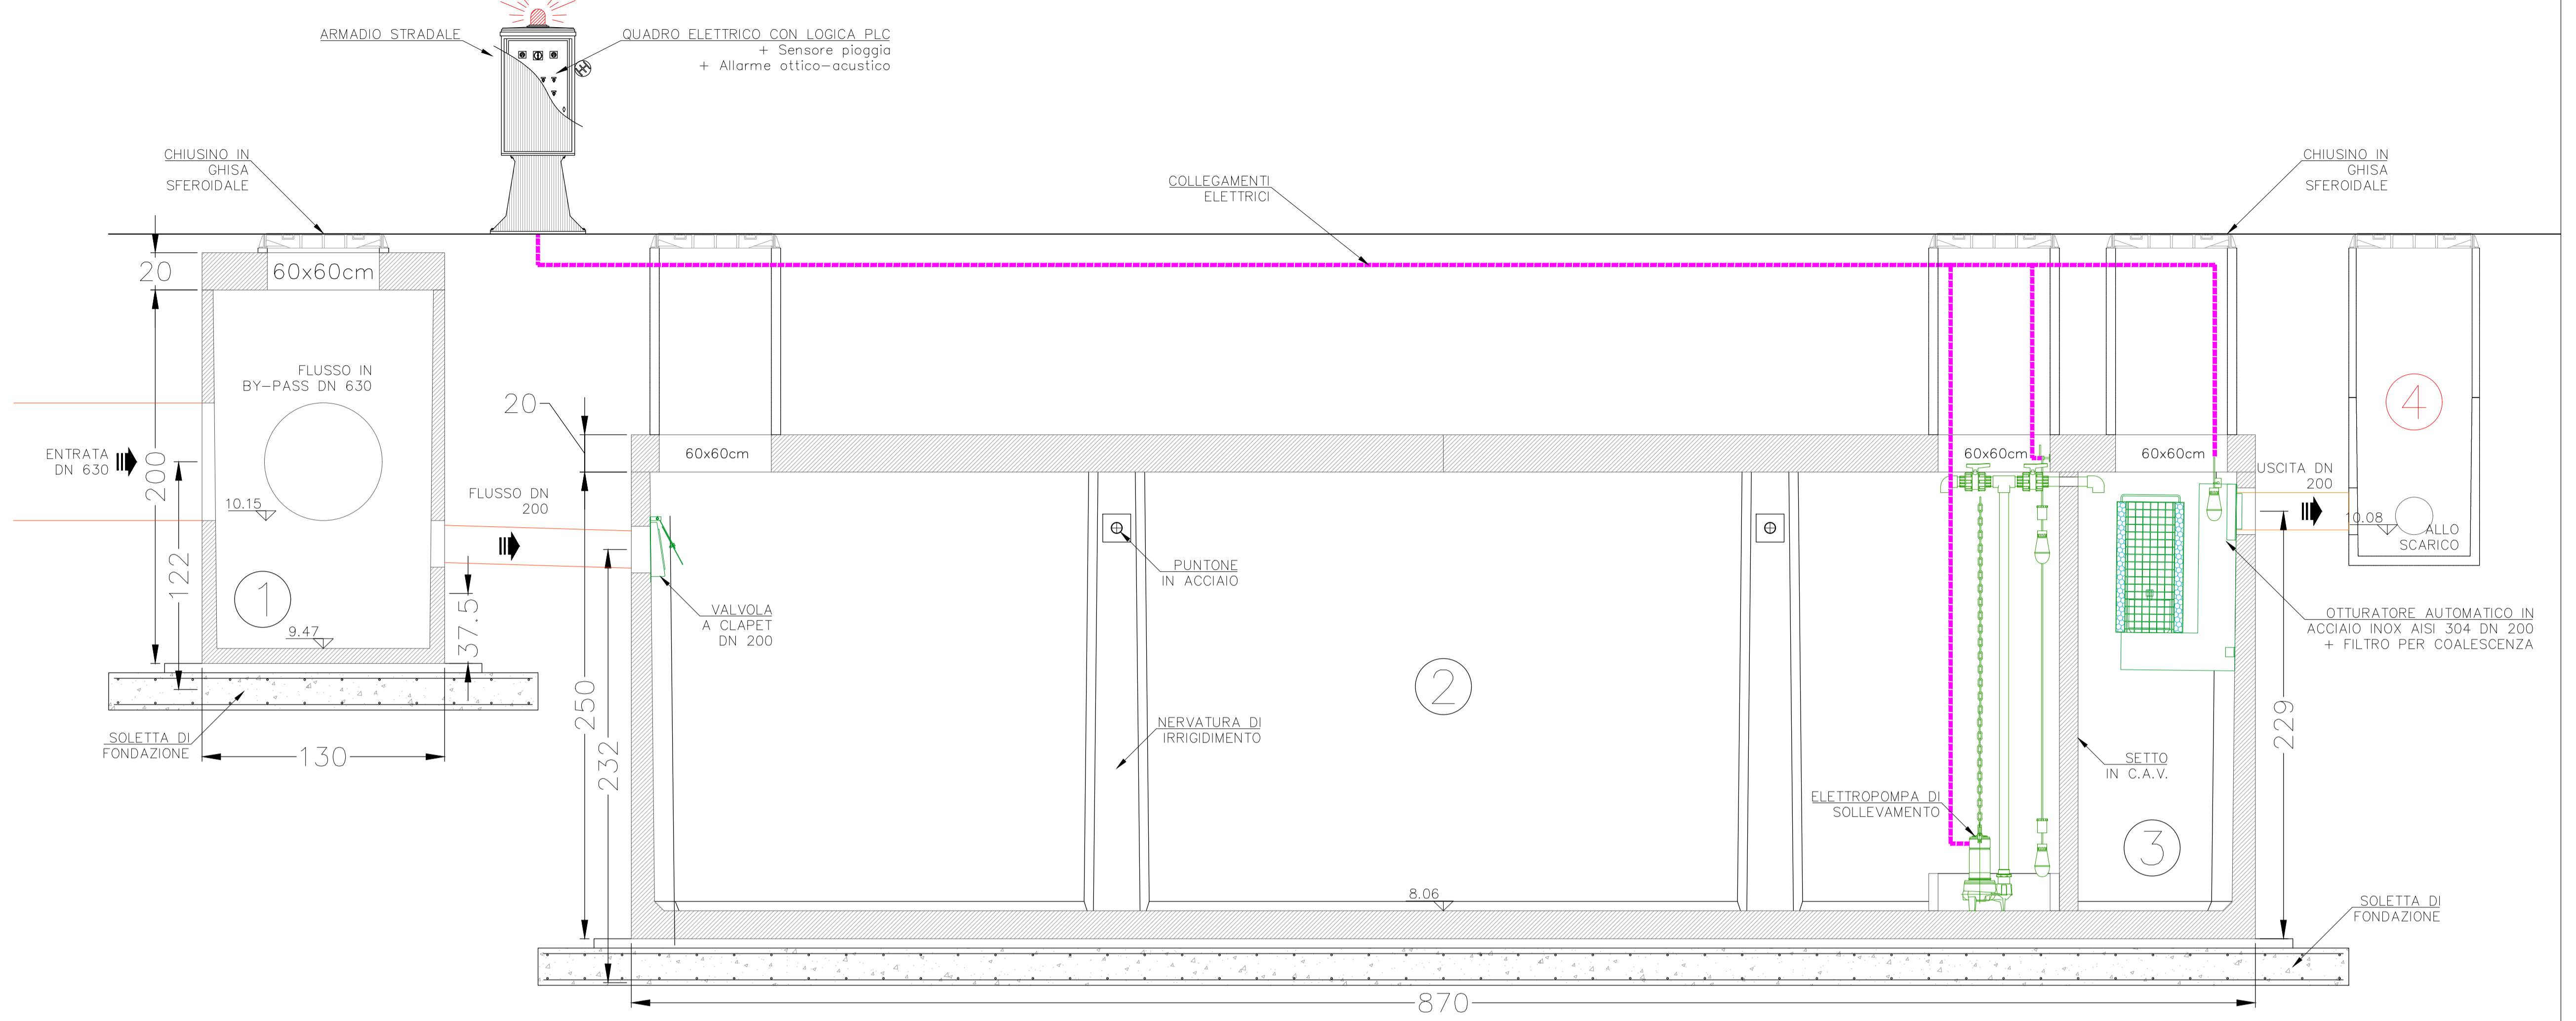 ARMADIO STRADALE
QUADRO ELETTRICO CON LOGICA PLC
+ Sensore pioggia
+ Allarme ottico-acustico
CHIUSINO IN
GHISA
SFEROIDALE
COLLEGAMENTI
ELETTRICI
CHIUSINO IN
GHISA
SFEROIDALE
20
60x60cm
FLUSSO IN
BY-PASS DN 630
ENTRATA
DN 630
200
122
10.15
1
9.47
37.5
SOLETTA DI
FONDAZIONE
130
FLUSSO DN
200
20
60x60cm
60x60cm
60x60cm
250
232
VALVOLA
A CLAPET
DN 200
PUNTONE
IN ACCIAIO
NERVATURA DI
IRRIGIDIMENTO
2
8.06
ELETTROPOMPA DI
SOLLEVAMENTO
SETTO
IN C.A.V.
3
USCITA DN
200
4
10.08
ALLO
SCARICO
OTTURATORE AUTOMATICO IN
ACCIAIO INOX AISI 304 DN 200
+ FILTRO PER COALESCENZA
229
SOLETTA DI
FONDAZIONE
870